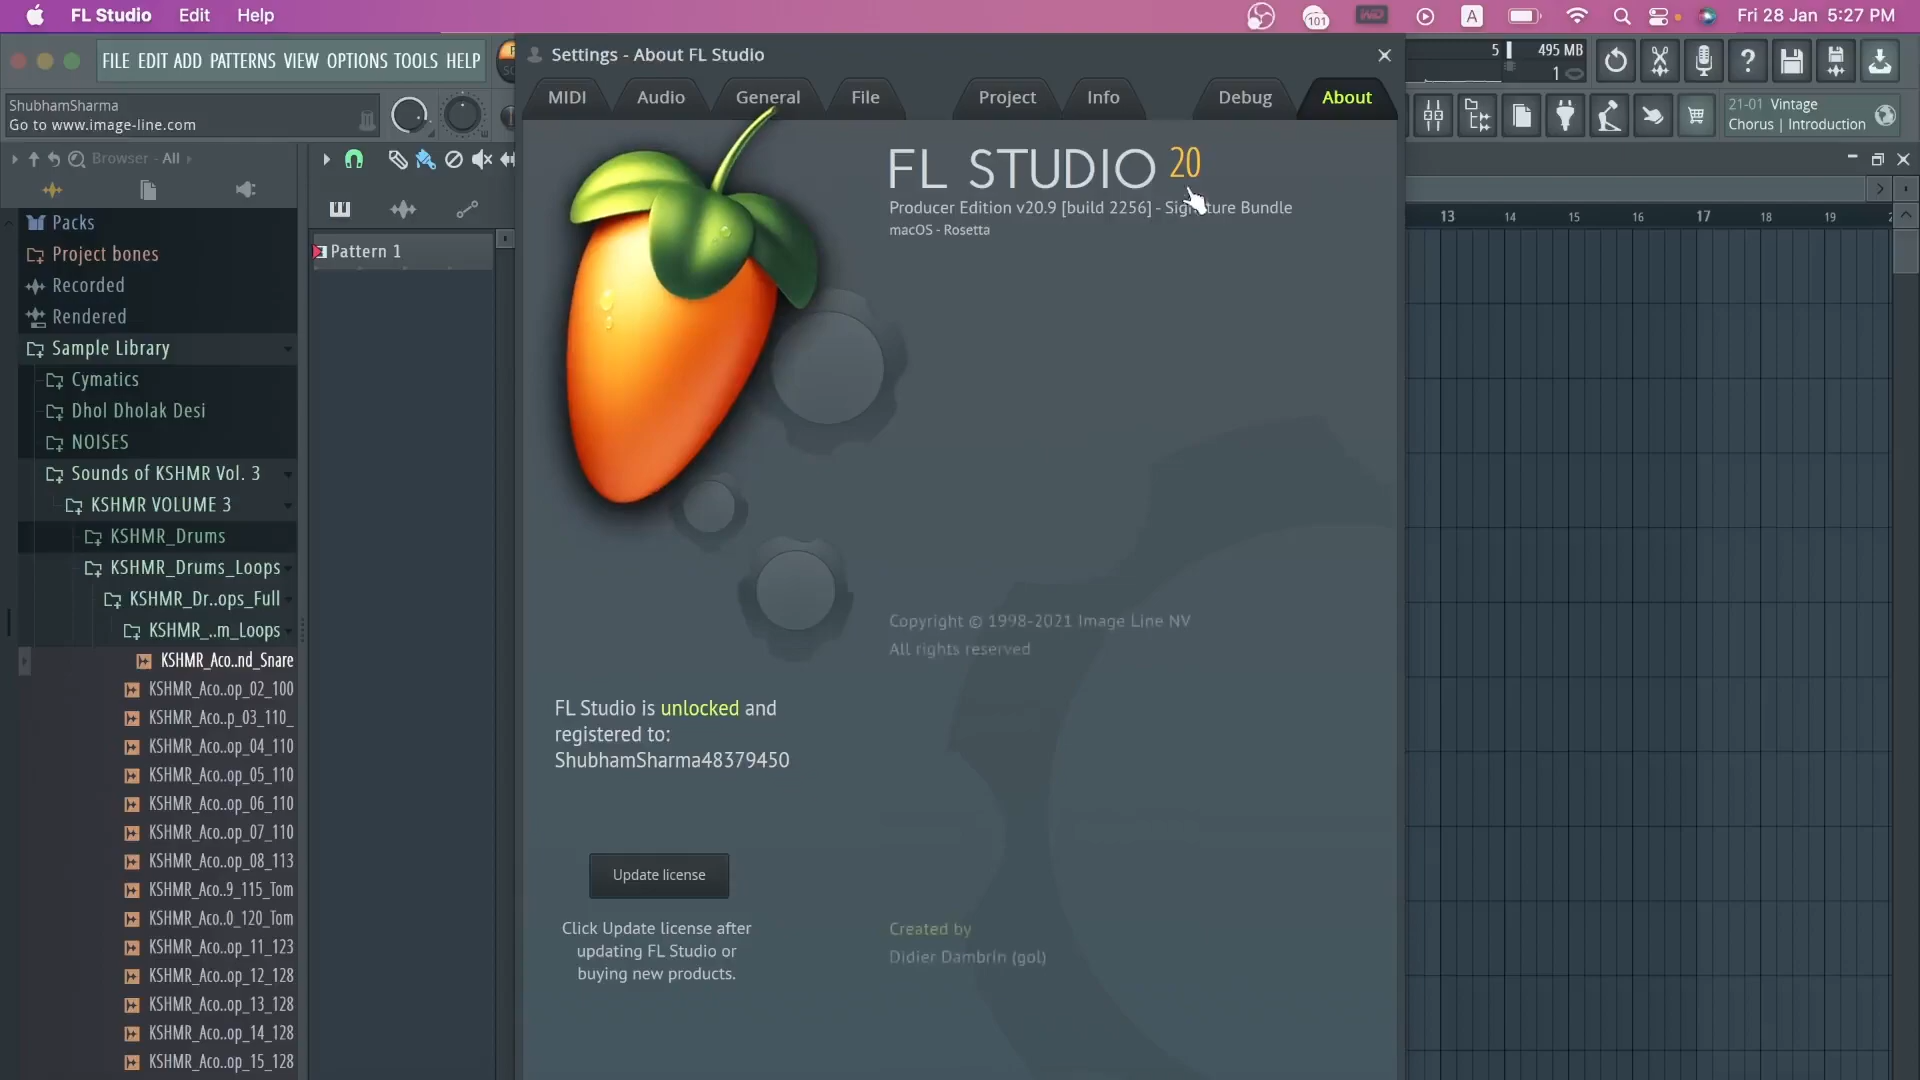 FL Studio Edit Help
101
A
Fri 28 Jan 5:27 PM
FILE EDIT ADD PATTERNS VIEW OPTIONS TOOLS HELP
Settings - About FL Studio
5
495 MB
1
ShubhamSharma
Go to www.image-line.com
MIDI Audio General File Project Info Debug About
21-01 Vintage
Chorus | Introduction
Browser - All
Packs
Project bones
Recorded
Rendered
Sample Library
Cymatics
Dhol Dholak Desi
NOISES
Sounds of KSHMR Vol. 3
KSHMR VOLUME 3
KSHMR_Drums
KSHMR_Drums_Loops
KSHMR_Dr..ops_Full
KSHMR_..m_Loops
KSHMR_Aco..nd_Snare
KSHMR_Aco..op_02_100
KSHMR_Aco..p_03_110_
KSHMR_Aco..op_04_110
KSHMR_Aco..op_05_110
KSHMR_Aco..op_06_110
KSHMR_Aco..op_07_110
KSHMR_Aco..op_08_113
KSHMR_Aco..9_115_Tom
KSHMR_Aco..0_120_Tom
KSHMR_Aco..op_11_123
KSHMR_Aco..op_12_128
KSHMR_Aco..op_13_128
KSHMR_Aco..op_14_128
KSHMR_Aco..op_15_128
Pattern 1
FL STUDIO 20
Producer Edition v20.9 [build 2256] - Signature Bundle
macOS - Rosetta
Copyright © 1998-2021 Image Line NV
All rights reserved
FL Studio is unlocked and
registered to:
ShubhamSharma48379450
Update license
Click Update license after
updating FL Studio or
buying new products.
Created by
Didier Dambrin (gol)
13 14 15 16 17 18 19